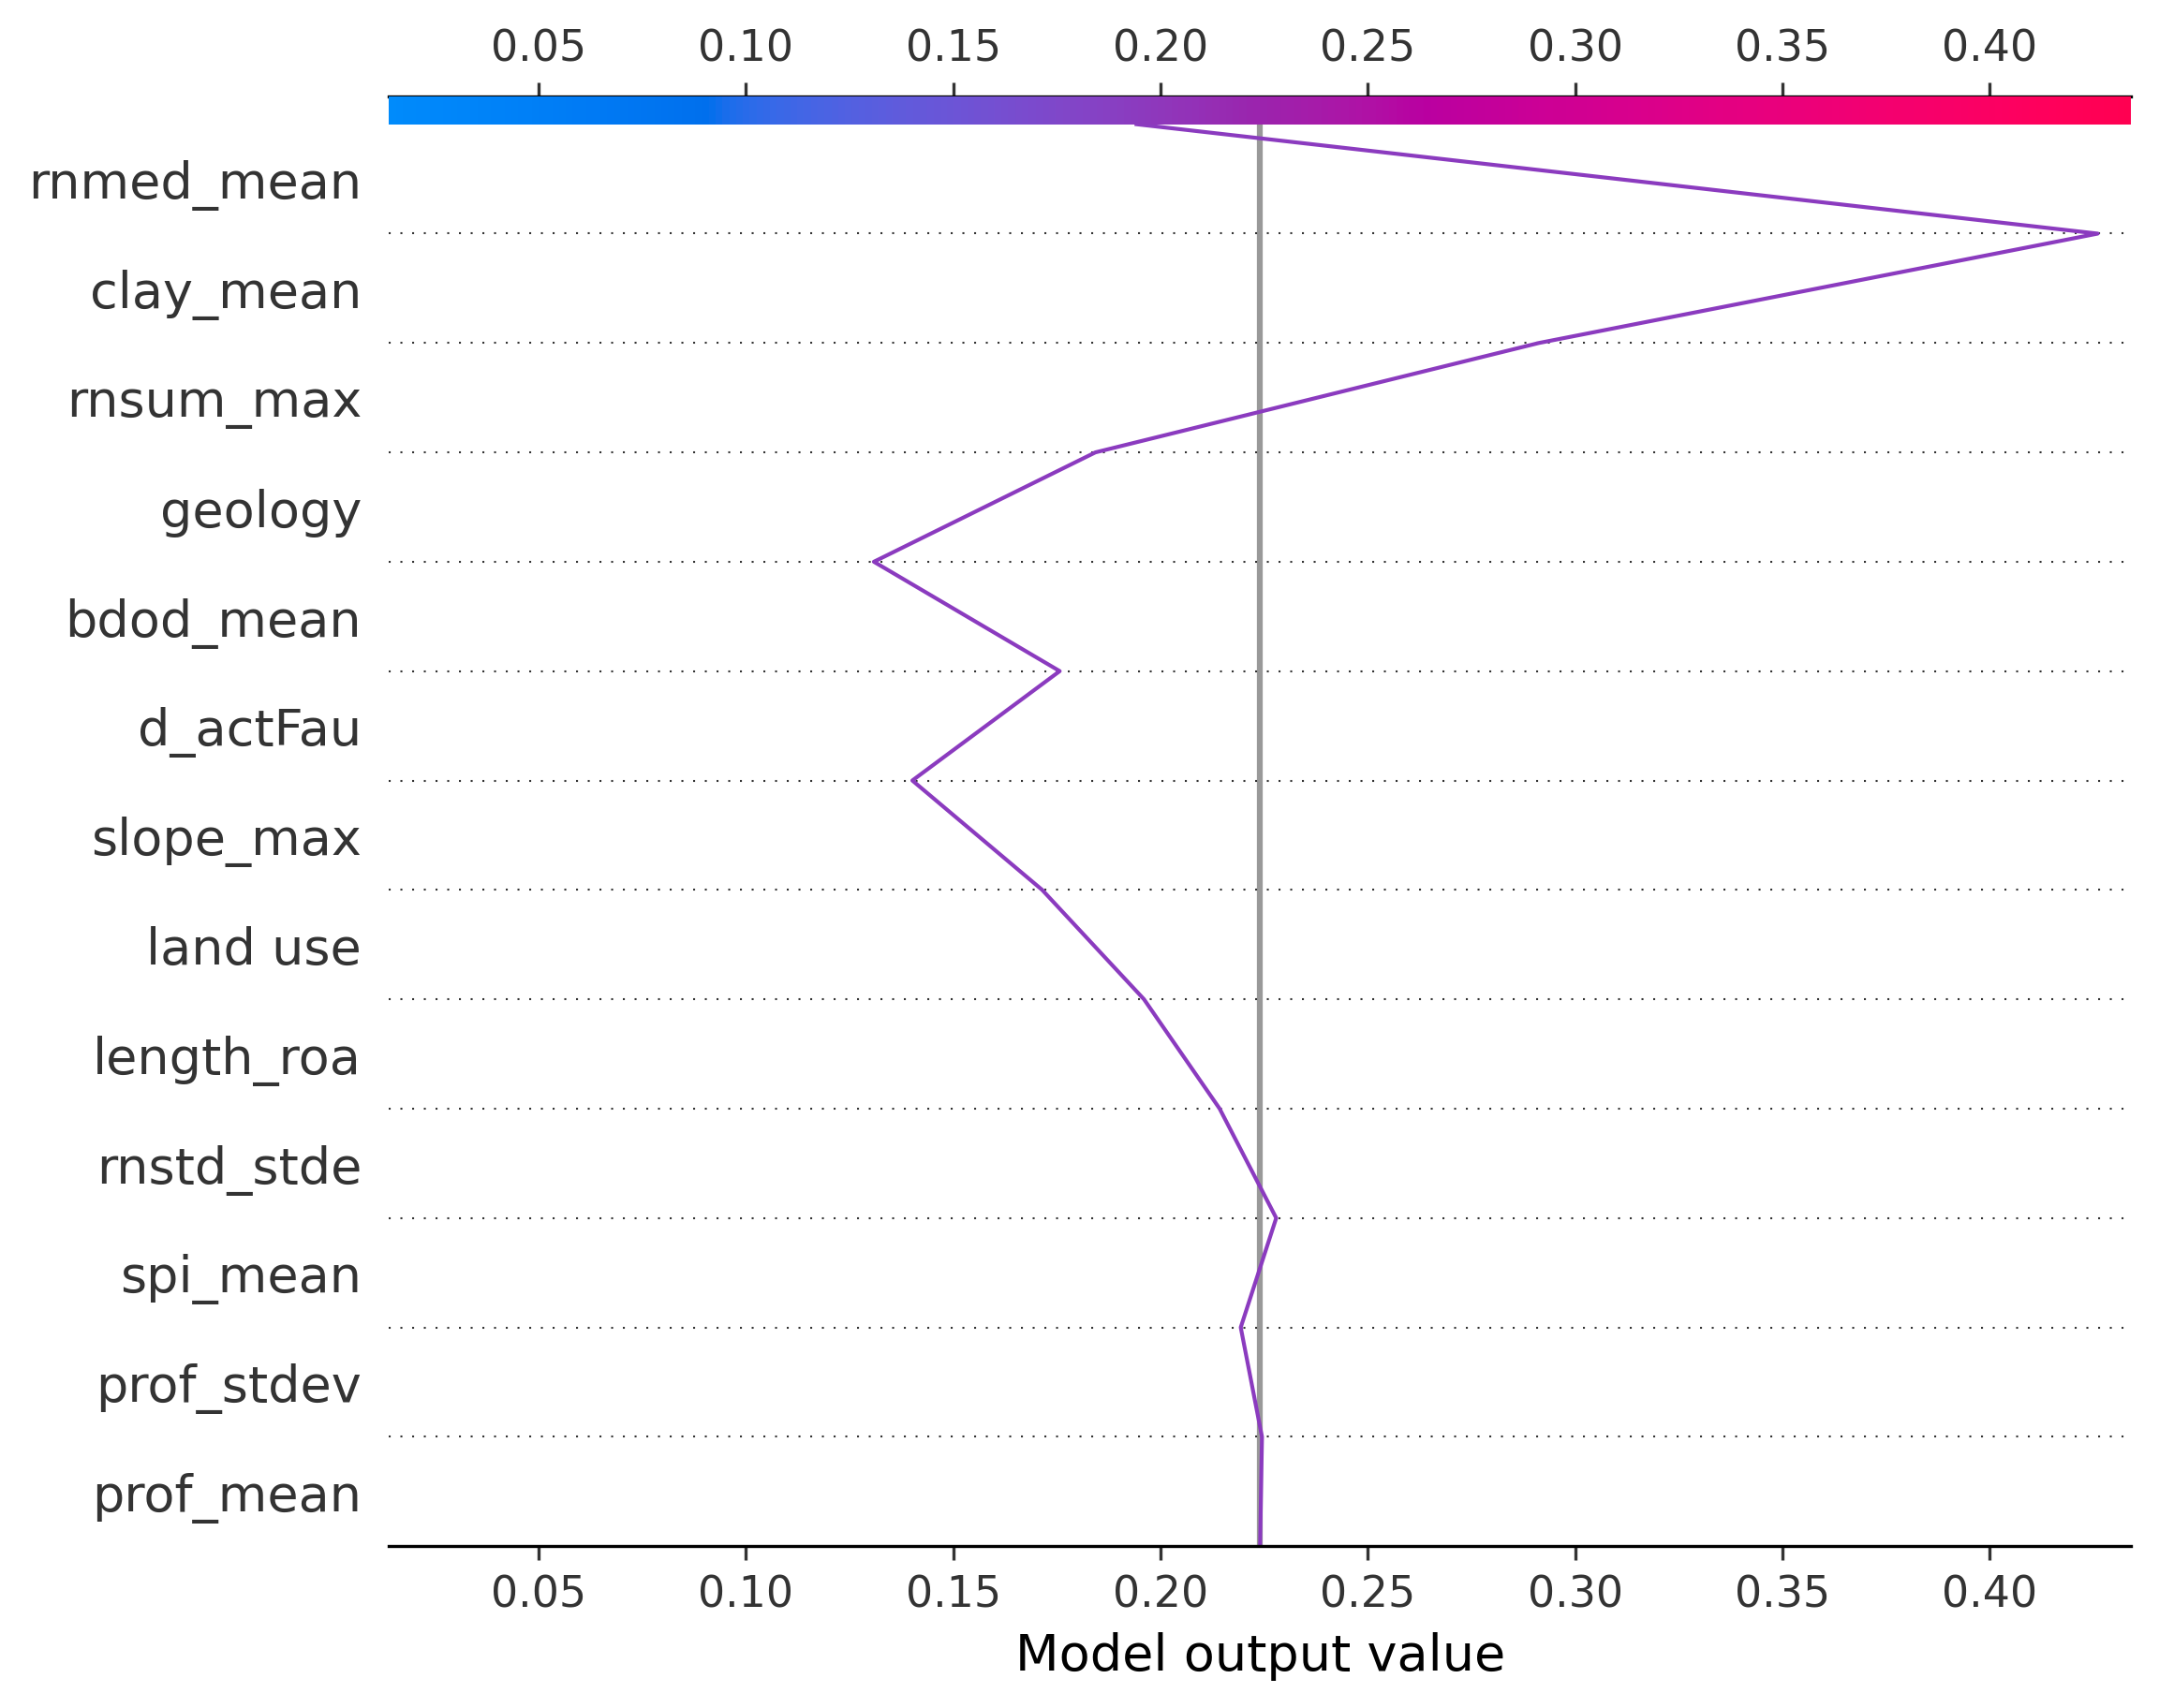 0.05 0.10 0.15 0.20 0.25 0.30 0.35 0.40
rnmed_mean
clay_mean
rnsum_max
geology
bdod_mean
d_actFau
slope_max
land use
length_roa
rnstd_stde
spi_mean
prof_stdev
prof_mean
0.05 0.10 0.15 0.20 0.25 0.30 0.35 0.40
Model output value